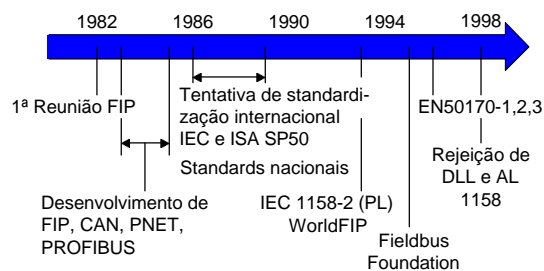 1982 1986 1990 1994 1998
1ª Reunião FIP
Tentativa de standardi-
zação internacional
IEC e ISA SP50
EN50170-1,2,3
Standards nacionais
Rejeição de
DLL e AL
1158
Desenvolvimento de
FIP, CAN, PNET,
PROFIBUS
IEC 1158-2 (PL)
WorldFIP
Fieldbus
Foundation